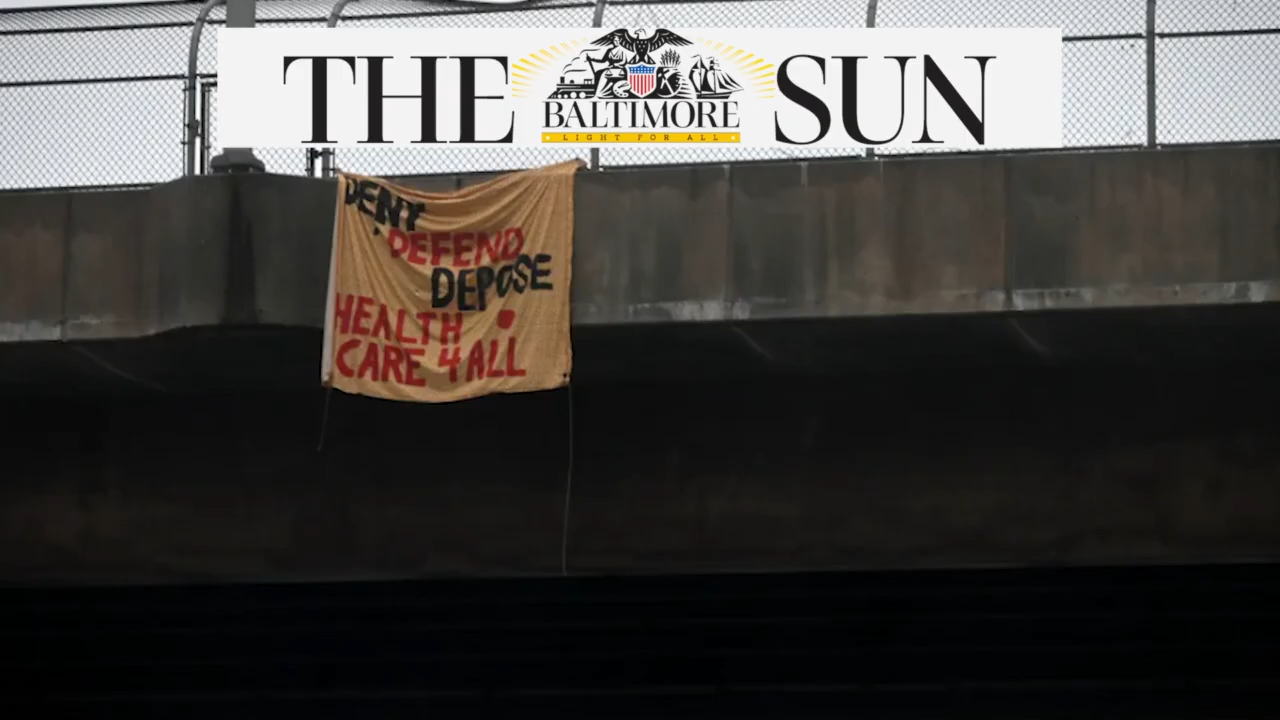 THE BALTIMORE SUN
LIGHT FOR ALL
DENY
DEFEND
DEPOSE
HEALTH
CARE 4 ALL